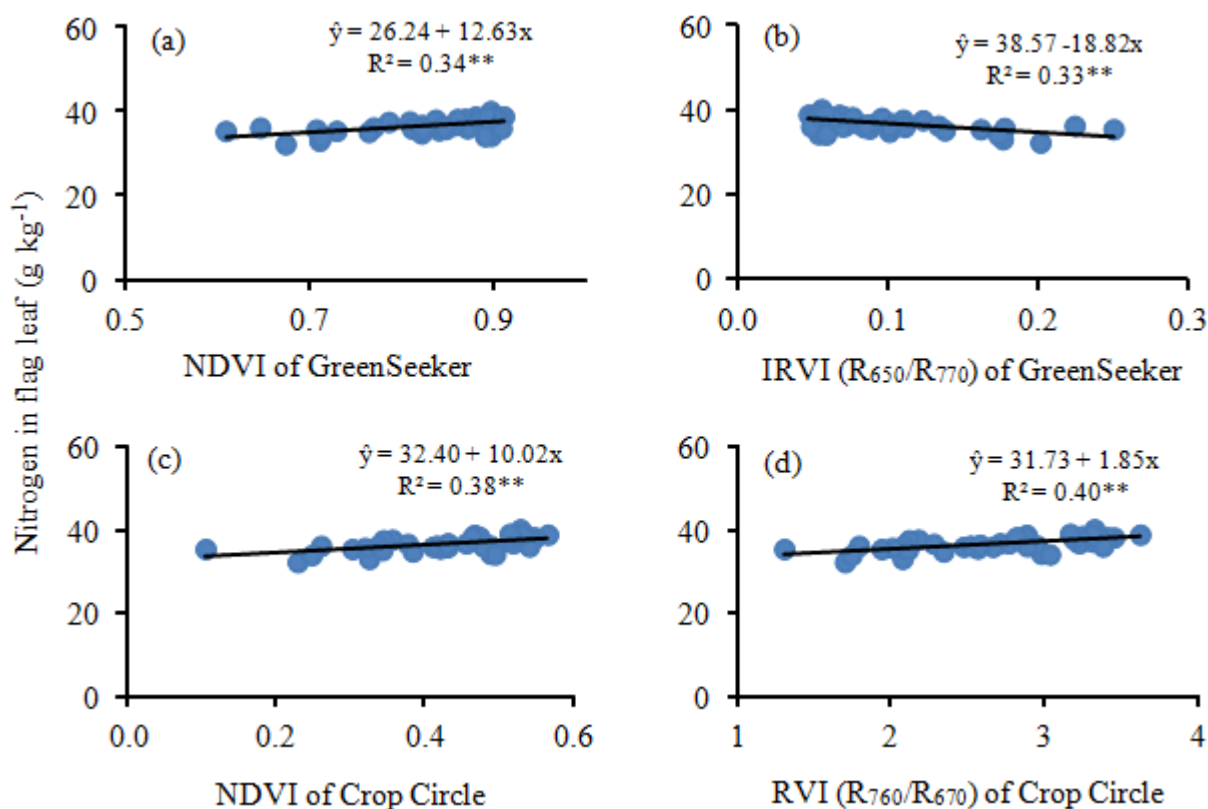 Nitrogen in flag leaf (g kg⁻¹)
(a)
ŷ = 26.24 + 12.63x
R² = 0.34**
60
40
20
0
0.5 0.7 0.9
NDVI of GreenSeeker
(b)
ŷ = 38.57 -18.82x
R² = 0.33**
60
40
20
0
0.0 0.1 0.2 0.3
IRVI (R₆₅₀/R₇₇₀) of GreenSeeker
(c)
ŷ = 32.40 + 10.02x
R² = 0.38**
60
40
20
0
0.0 0.2 0.4 0.6
NDVI of Crop Circle
(d)
ŷ = 31.73 + 1.85x
R² = 0.40**
60
40
20
0
1 2 3 4
RVI (R₇₆₀/R₆₇₀) of Crop Circle